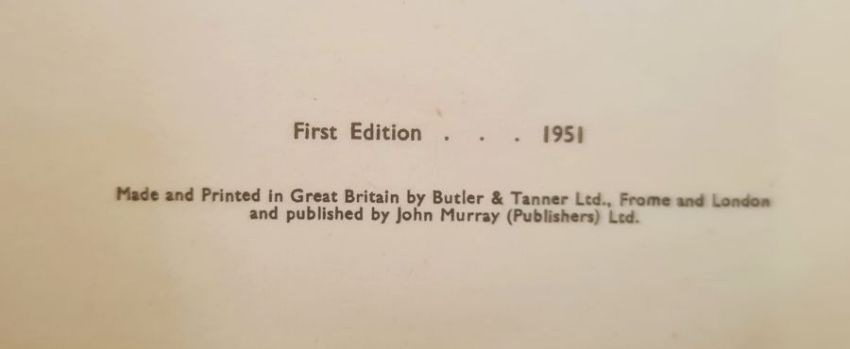 First Edition . . . 1951
Made and Printed in Great Britain by Butler & Tanner Ltd., Frome and London
and published by John Murray (Publishers) Ltd.